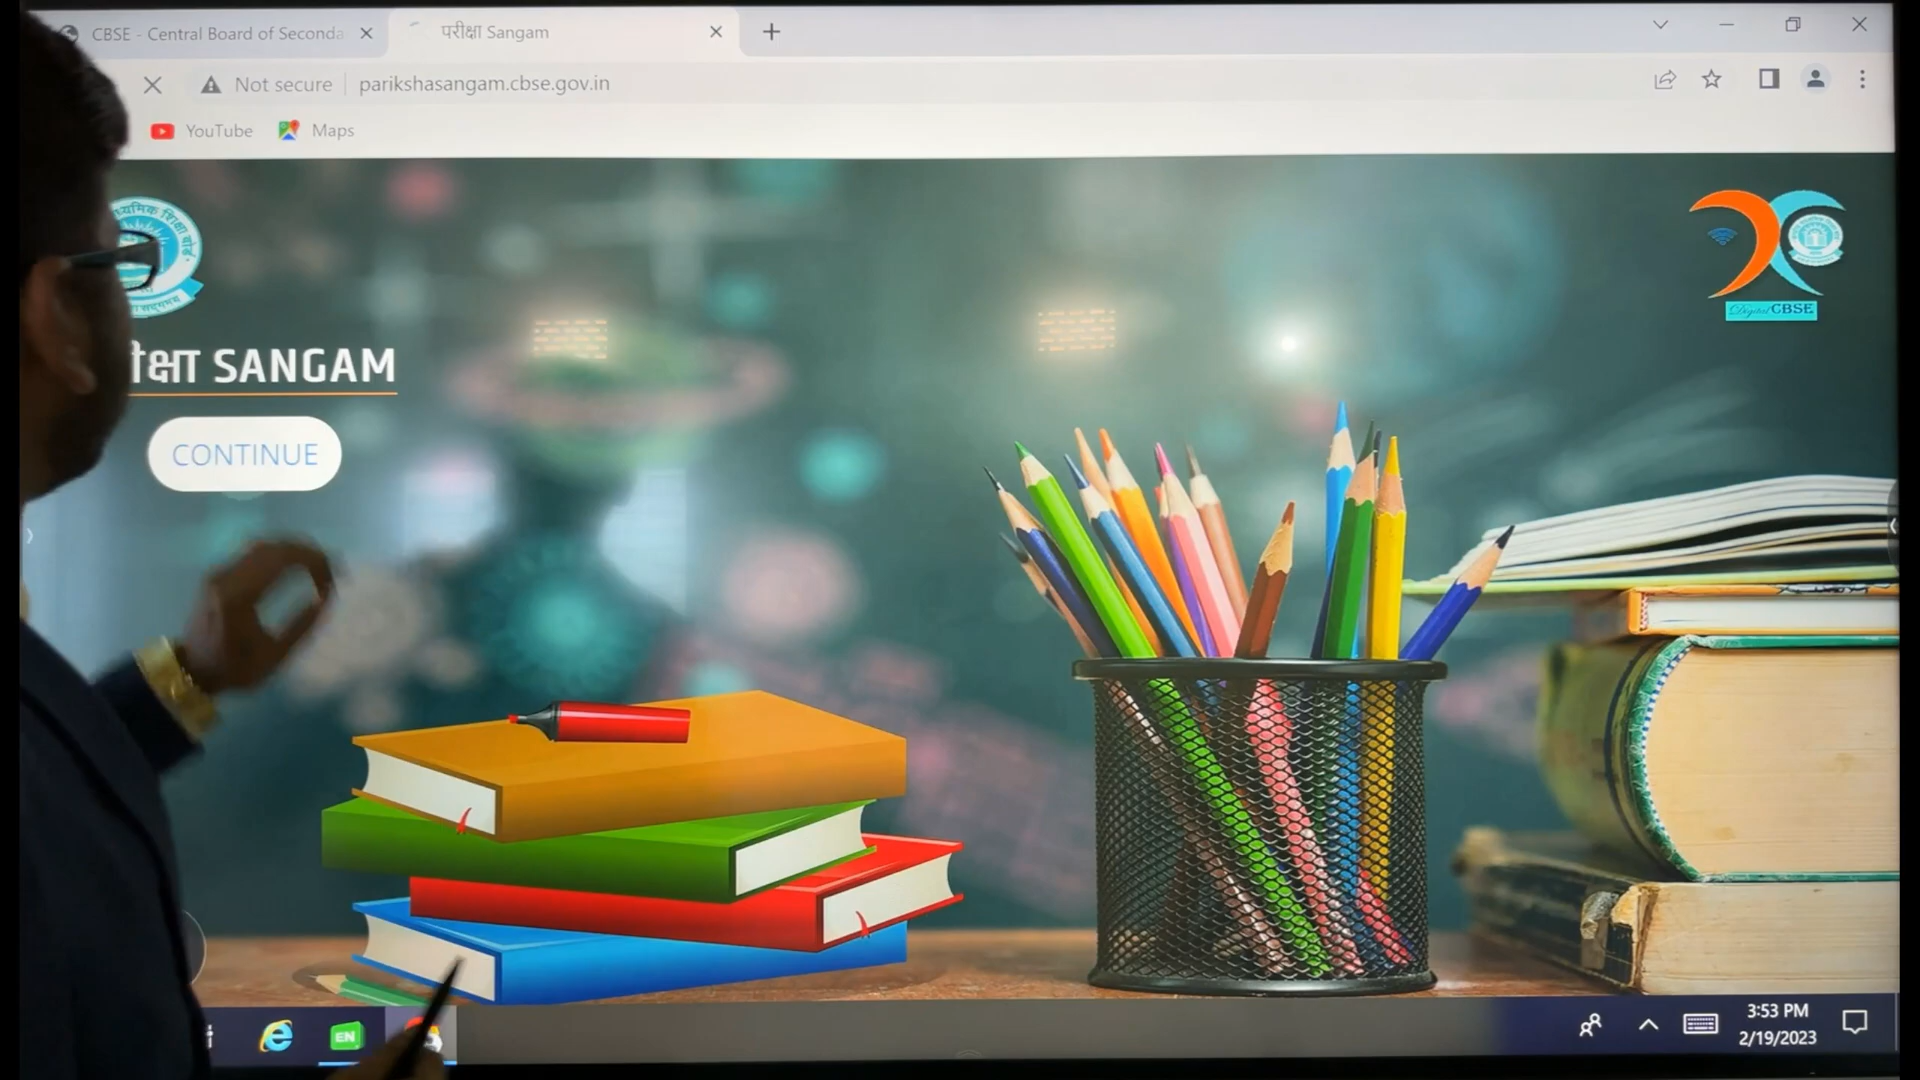 CBSE - Central Board of Seconda
परीक्षा Sangam
Not secure
parikshasangam.cbse.gov.in
YouTube
Maps
Digital CBSE
SANGAM
CONTINUE
EN
3:53 PM
2/19/2023